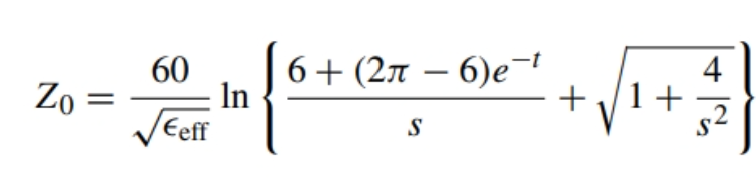 Z₀ = 60/√ϵ_eff ln { (6 + (2π − 6)e^−t)/s + √(1 + 4/s²) }